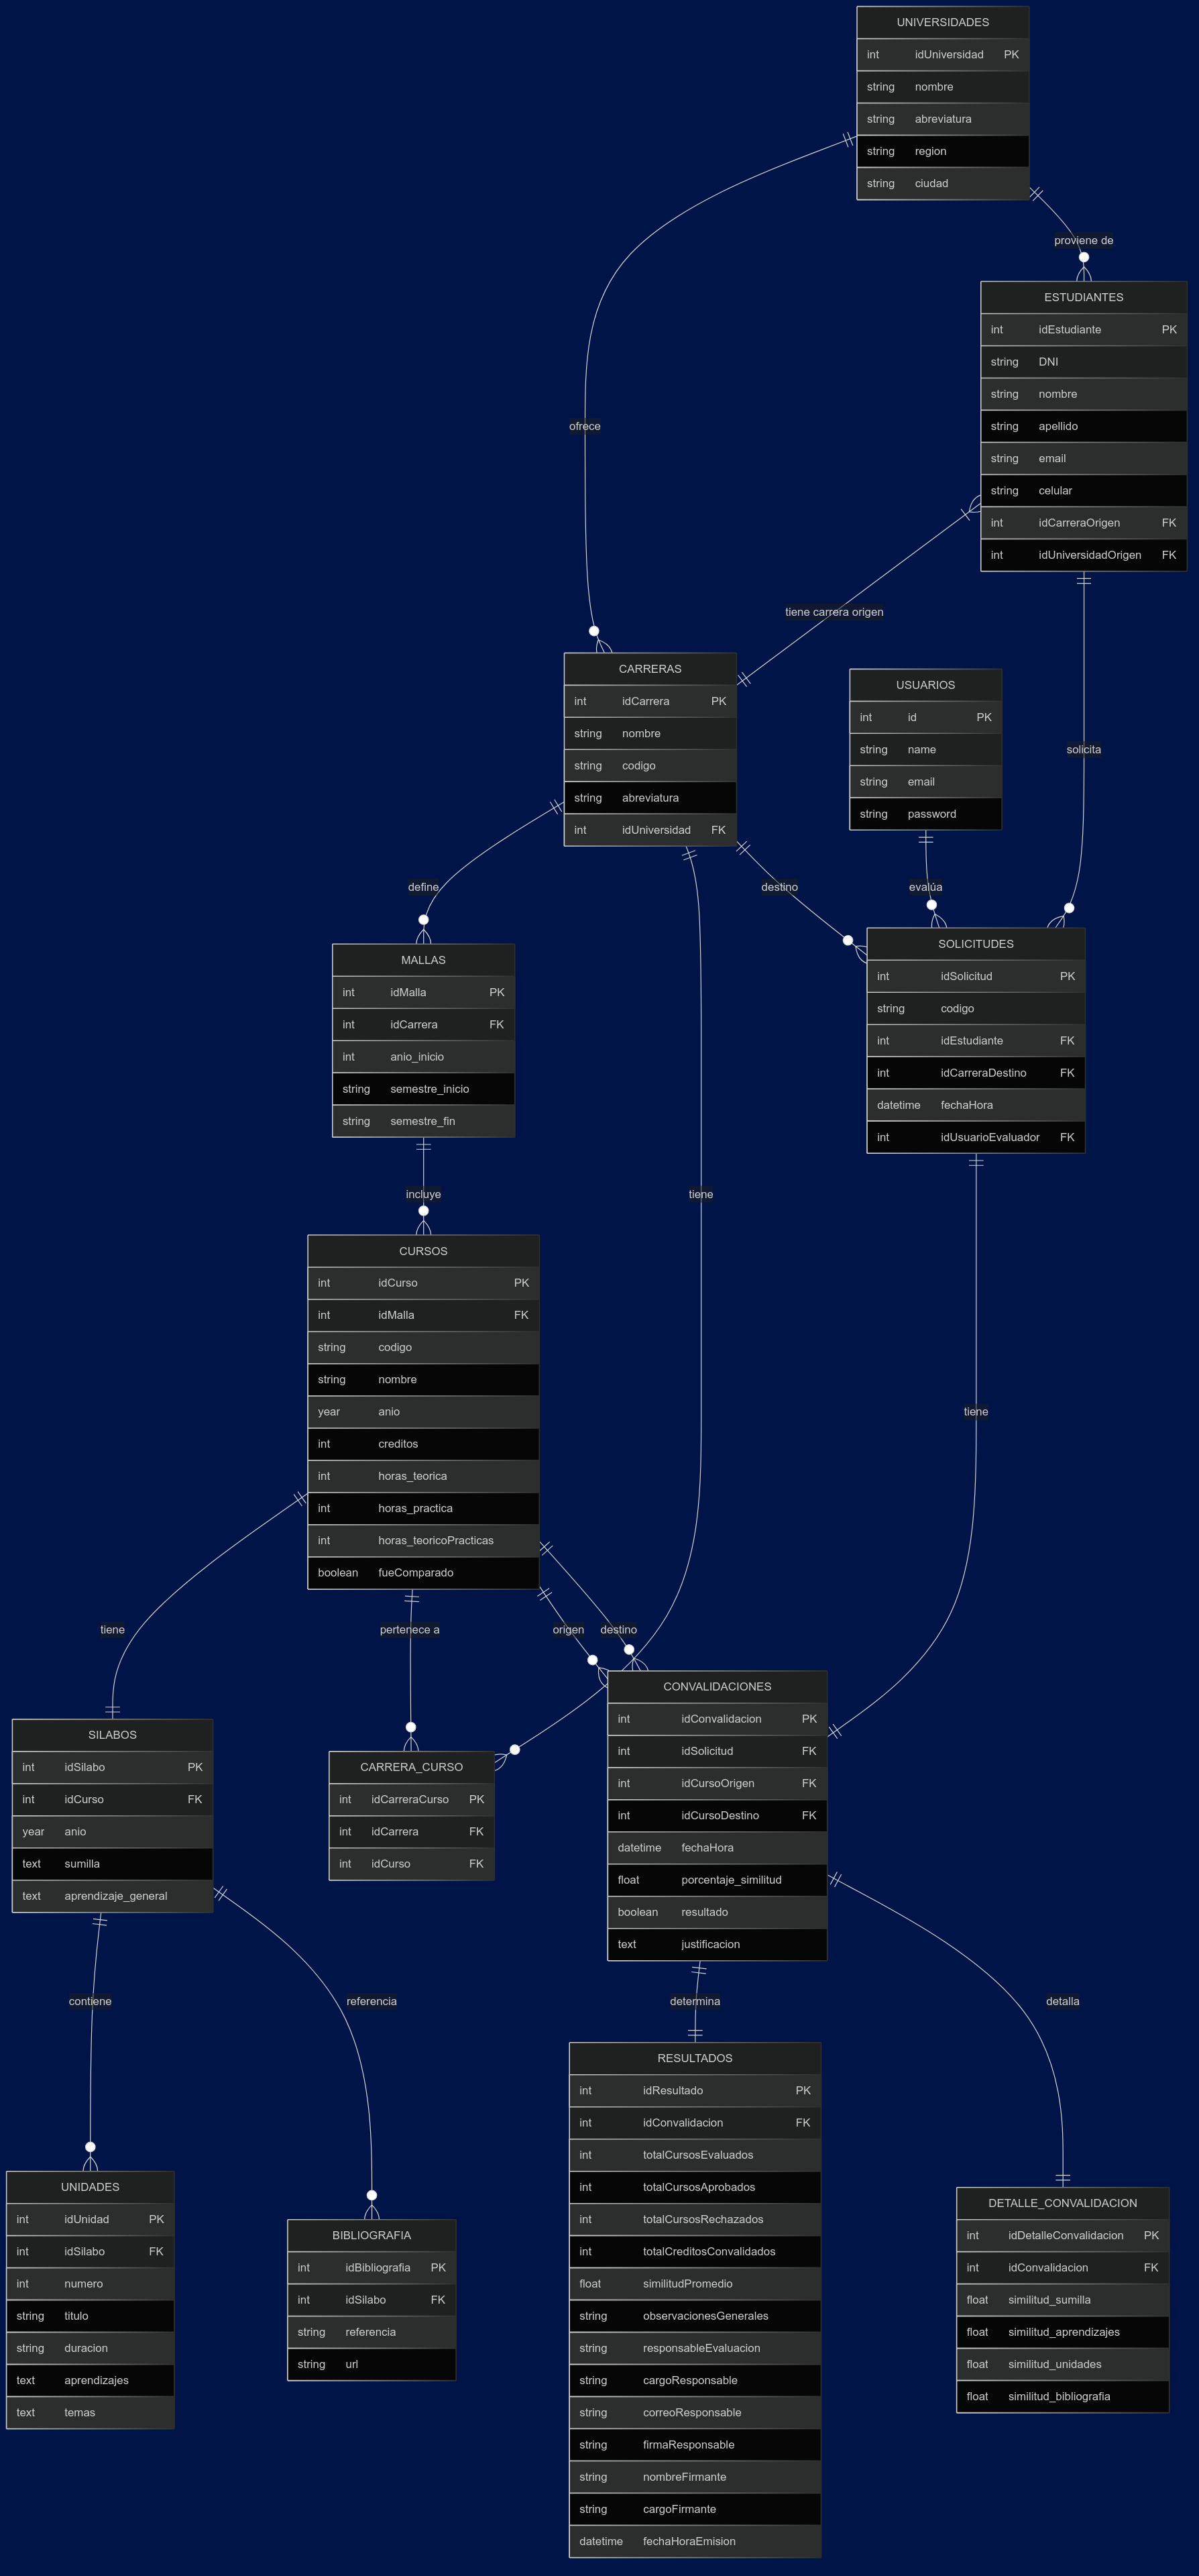 UNIVERSIDADES
int idUniversidad PK
string nombre
string abreviatura
string region
string ciudad
proviene de
ESTUDIANTES
int idEstudiante PK
string DNI
string nombre
string apellido
string email
string celular
int idCarreraOrigen FK
int idUniversidadOrigen FK
ofrece
tiene carrera origen
CARRERAS
int idCarrera PK
string nombre
string codigo
string abreviatura
int idUniversidad FK
USUARIOS
int id PK
string name
string email
string password
solicita
define
destino
evalúa
MALLAS
int idMalla PK
int idCarrera FK
int anio_inicio
string semestre_inicio
string semestre_fin
SOLICITUDES
int idSolicitud PK
string codigo
int idEstudiante FK
int idCarreraDestino FK
datetime fechaHora
int idUsuarioEvaluador FK
incluye
tiene
CURSOS
int idCurso PK
int idMalla FK
string codigo
string nombre
year anio
int creditos
int horas_teorica
int horas_practica
int horas_teoricoPracticas
boolean fueComparado
tiene
tiene
pertenece a
origen
destino
SILABOS
int idSilabo PK
int idCurso FK
year anio
text sumilla
text aprendizaje_general
CARRERA_CURSO
int idCarreraCurso PK
int idCarrera FK
int idCurso FK
CONVALIDACIONES
int idConvalidacion PK
int idSolicitud FK
int idCursoOrigen FK
int idCursoDestino FK
datetime fechaHora
float porcentaje_similitud
boolean resultado
text justificacion
contiene
referencia
determina
detalla
UNIDADES
int idUnidad PK
int idSilabo FK
int numero
string titulo
string duracion
text aprendizajes
text temas
BIBLIOGRAFIA
int idBibliografia PK
int idSilabo FK
string referencia
string url
RESULTADOS
int idResultado PK
int idConvalidacion FK
int totalCursosEvaluados
int totalCursosAprobados
int totalCursosRechazados
int totalCreditosConvalidados
float similitudPromedio
string observacionesGenerales
string responsableEvaluacion
string cargoResponsable
string correoResponsable
string firmaResponsable
string nombreFirmante
string cargoFirmante
datetime fechaHoraEmision
DETALLE_CONVALIDACION
int idDetalleConvalidacion PK
int idConvalidacion FK
float similitud_sumilla
float similitud_aprendizajes
float similitud_unidades
float similitud_bibliografia